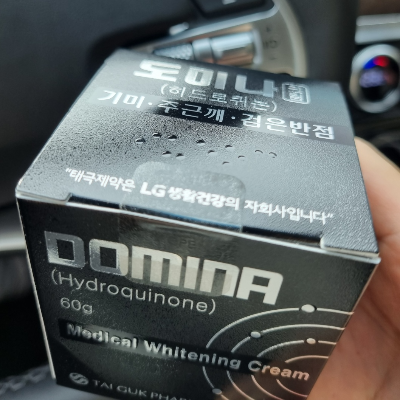 도미나
(히드로퀴논)
기미·주근깨·검은반점
"태극제약은 LG생활건강의 자회사입니다"
DOMINA
(Hydroquinone)
60g
Medical Whitening Cream
TAI GUK